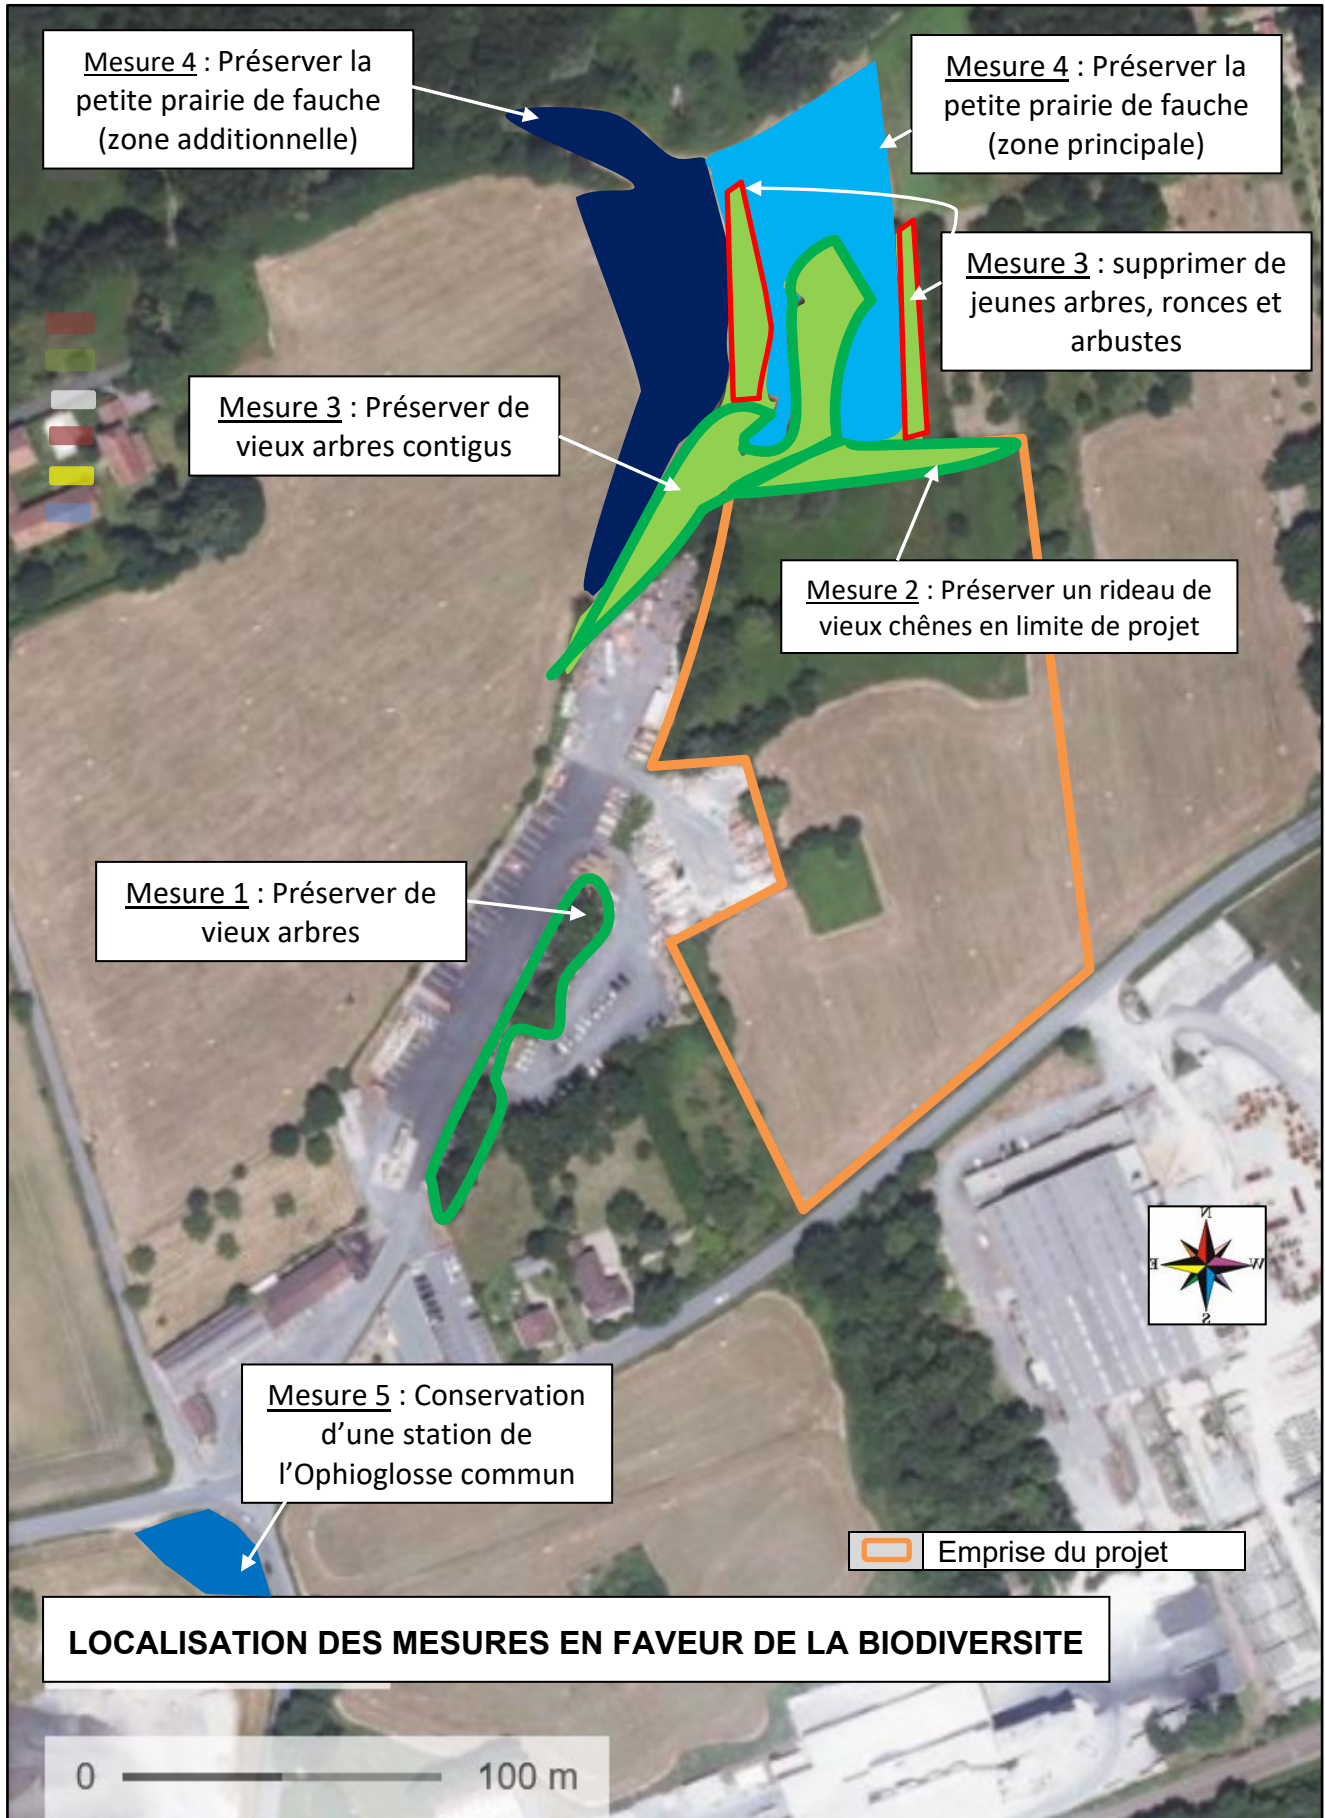 Mesure 4 : Préserver la
petite prairie de fauche
(zone additionnelle)
Mesure 4 : Préserver la
petite prairie de fauche
(zone principale)
Mesure 3 : supprimer de
jeunes arbres, ronces et
arbustes
Mesure 3 : Préserver de
vieux arbres contigus
Mesure 2 : Préserver un rideau de
vieux chênes en limite de projet
Mesure 1 : Préserver de
vieux arbres
N
E
W
S
Mesure 5 : Conservation
d’une station de
l’Ophioglosse commun
Emprise du projet
LOCALISATION DES MESURES EN FAVEUR DE LA BIODIVERSITE
0 100 m